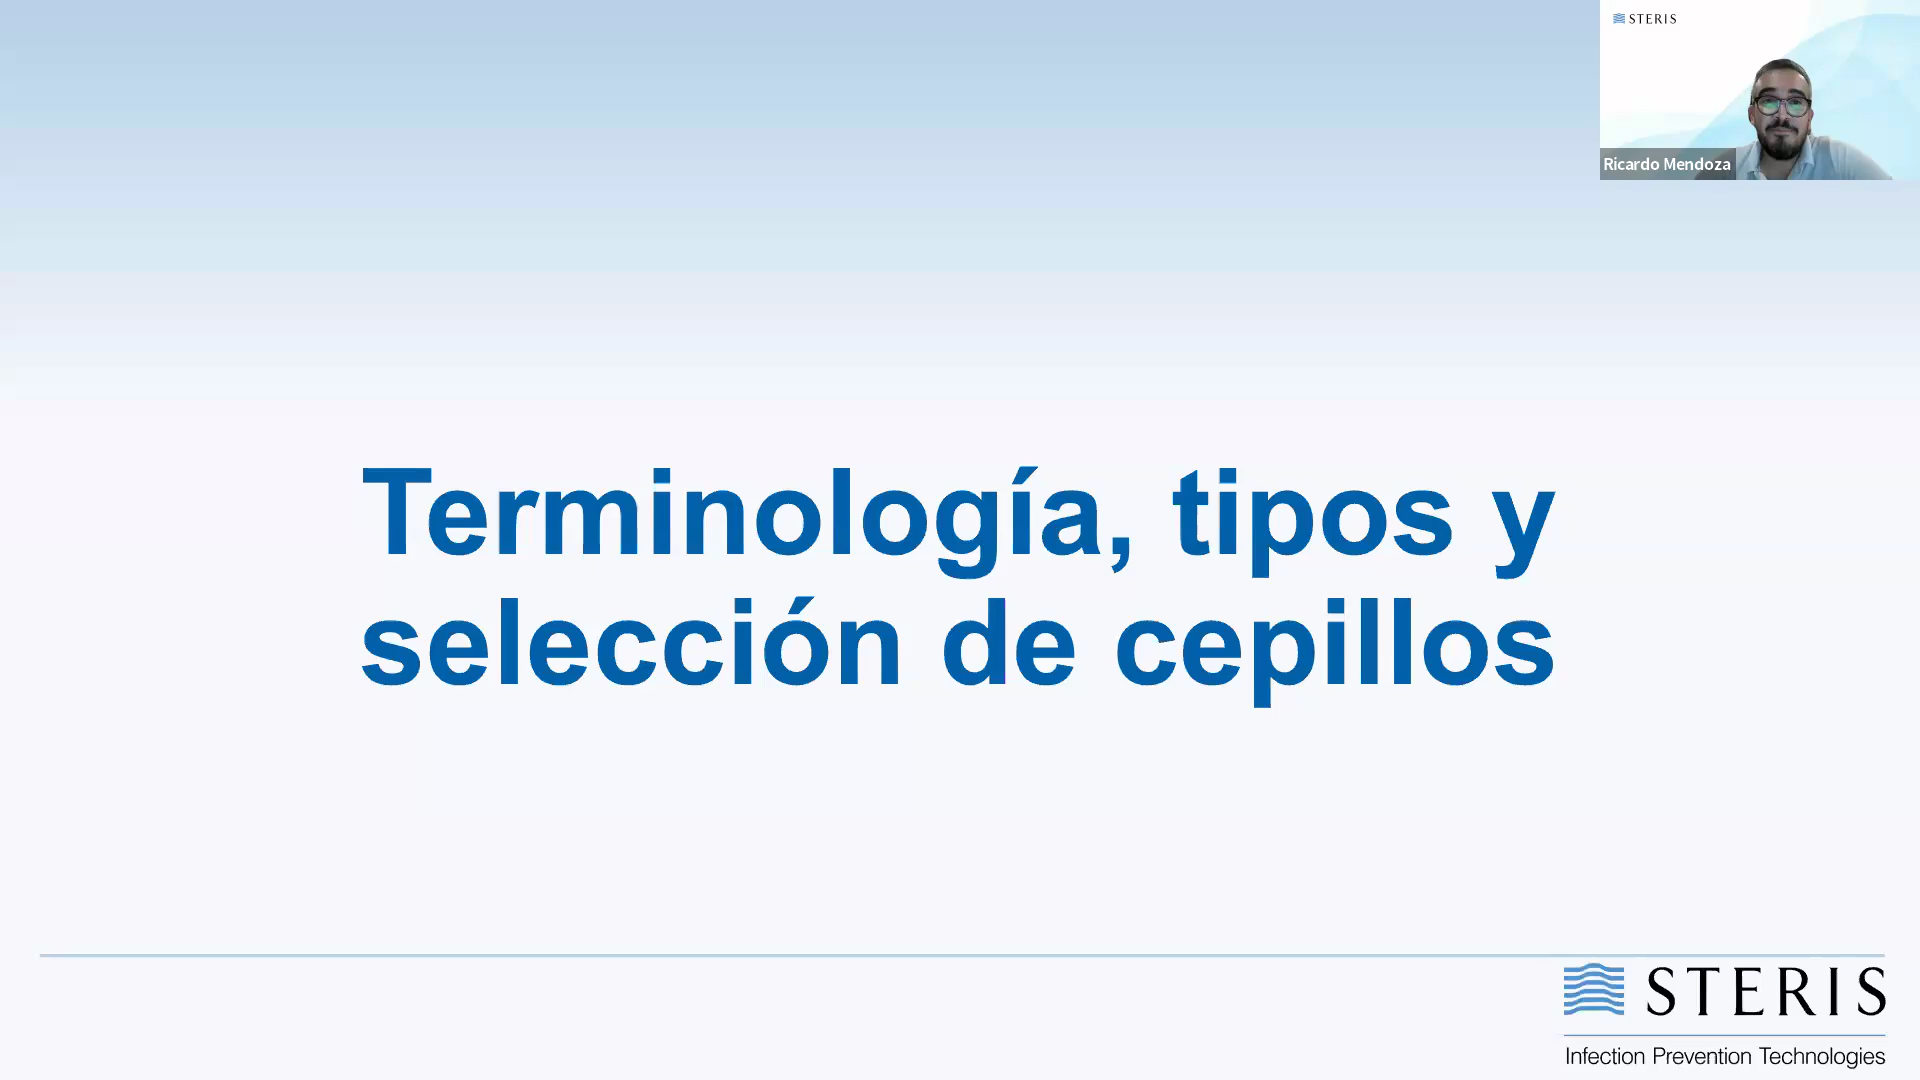 STERIS
Ricardo Mendoza
Terminología, tipos y
selección de cepillos
STERIS
Infection Prevention Technologies